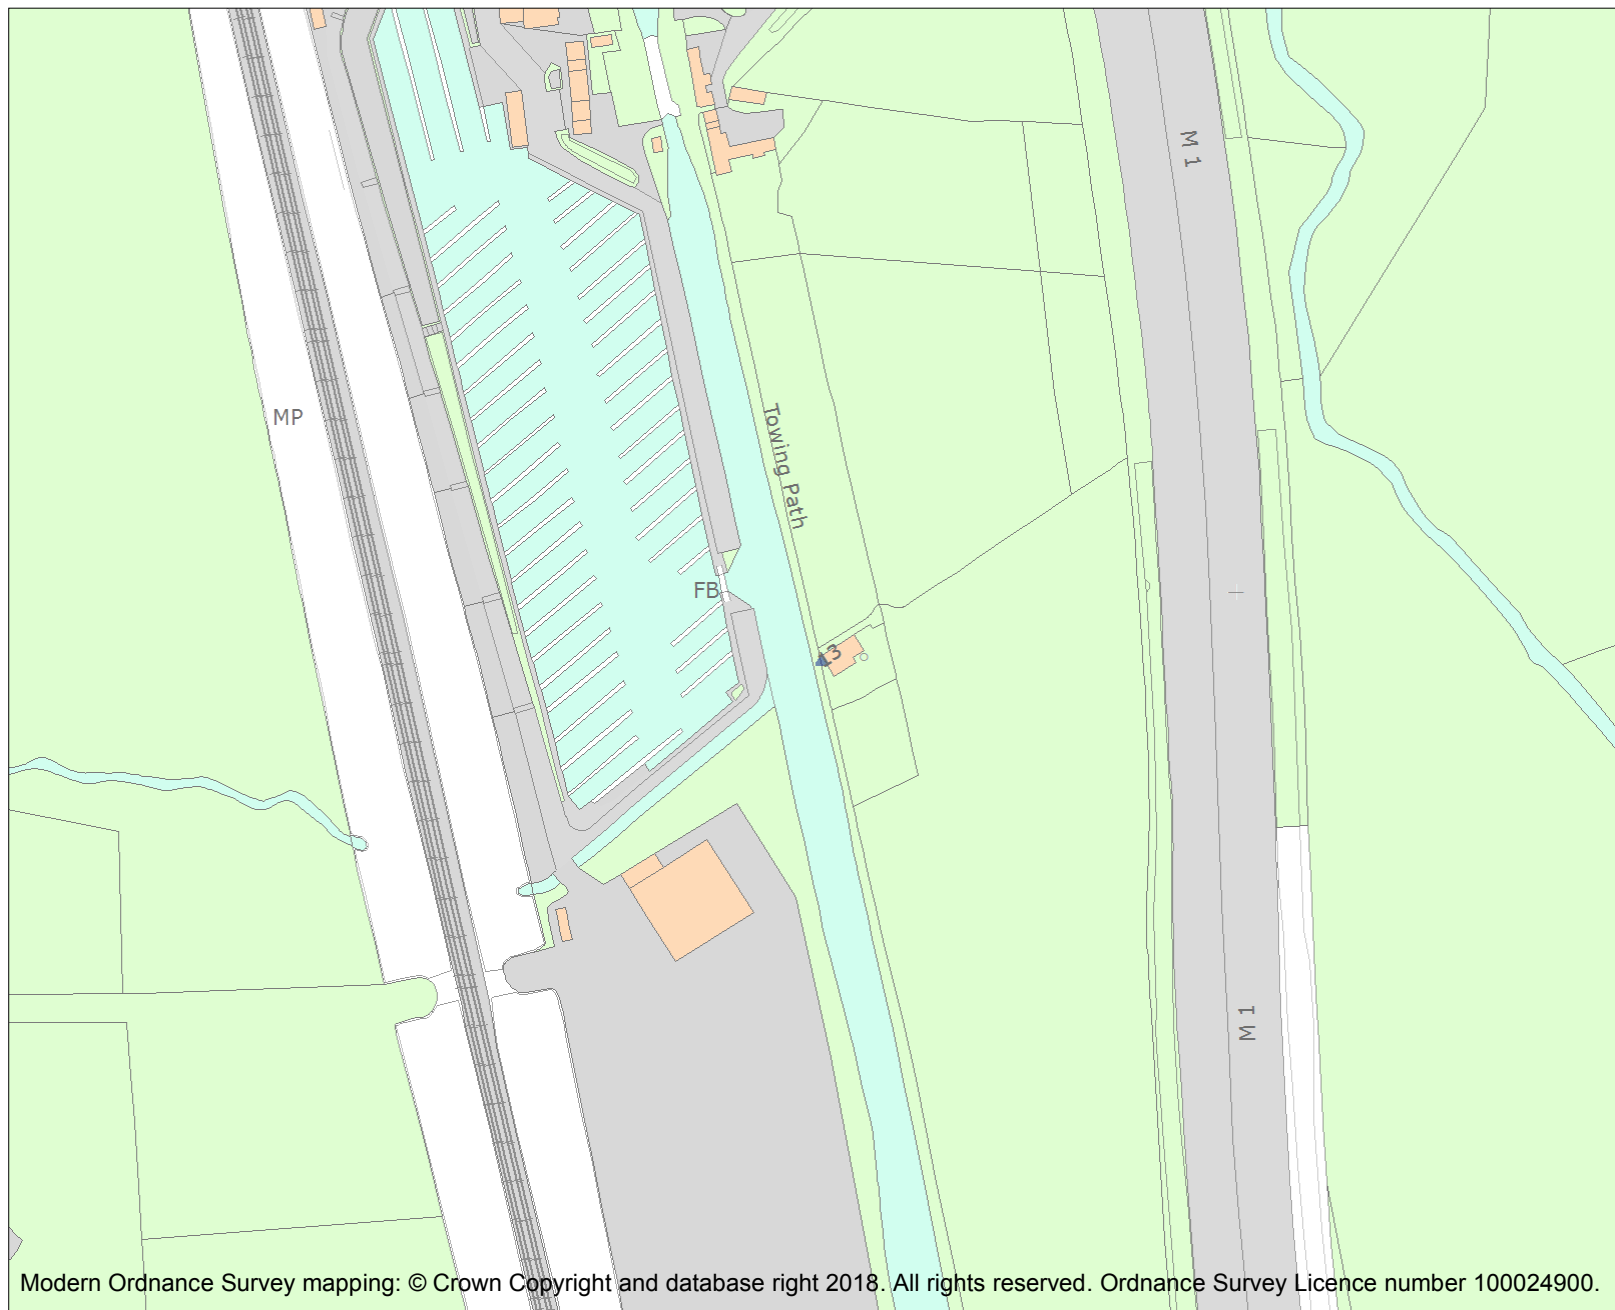 M 1
MP
Towing Path
FB
13
M 1
Modern Ordnance Survey mapping: © Crown Copyright and database right 2018. All rights reserved. Ordnance Survey Licence number 100024900.